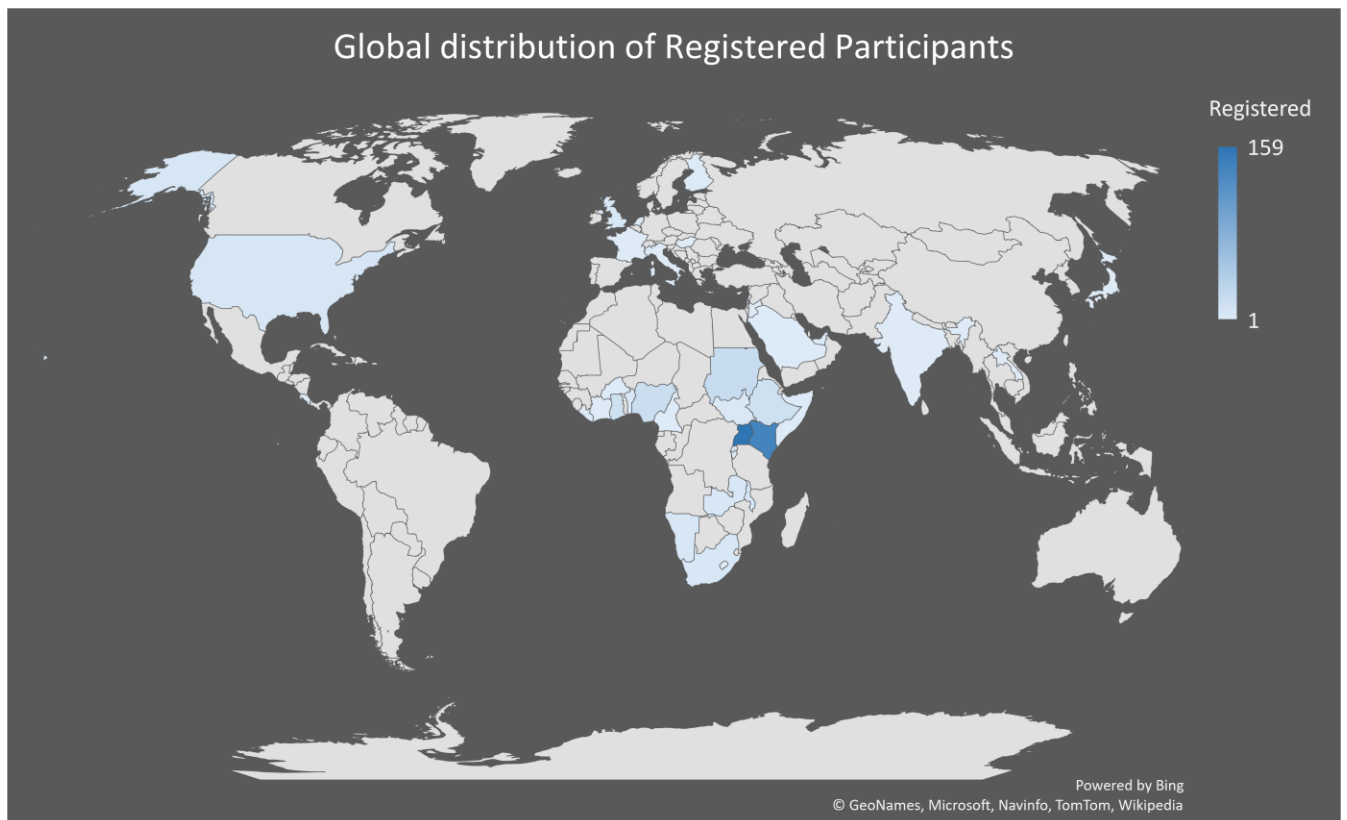 Global distribution of Registered Participants
Registered
159
1
Powered by Bing
© GeoNames, Microsoft, Navinfo, TomTom, Wikipedia